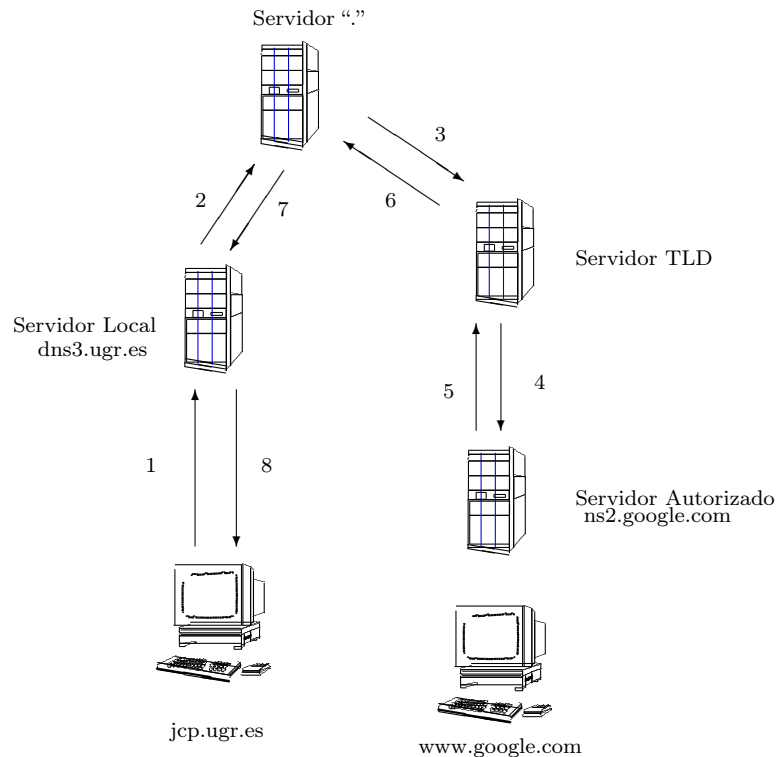 Servidor “.”
3
2
7
6
Servidor TLD
Servidor Local
dns3.ugr.es
5
4
1
8
Servidor Autorizado
ns2.google.com
jcp.ugr.es
www.google.com